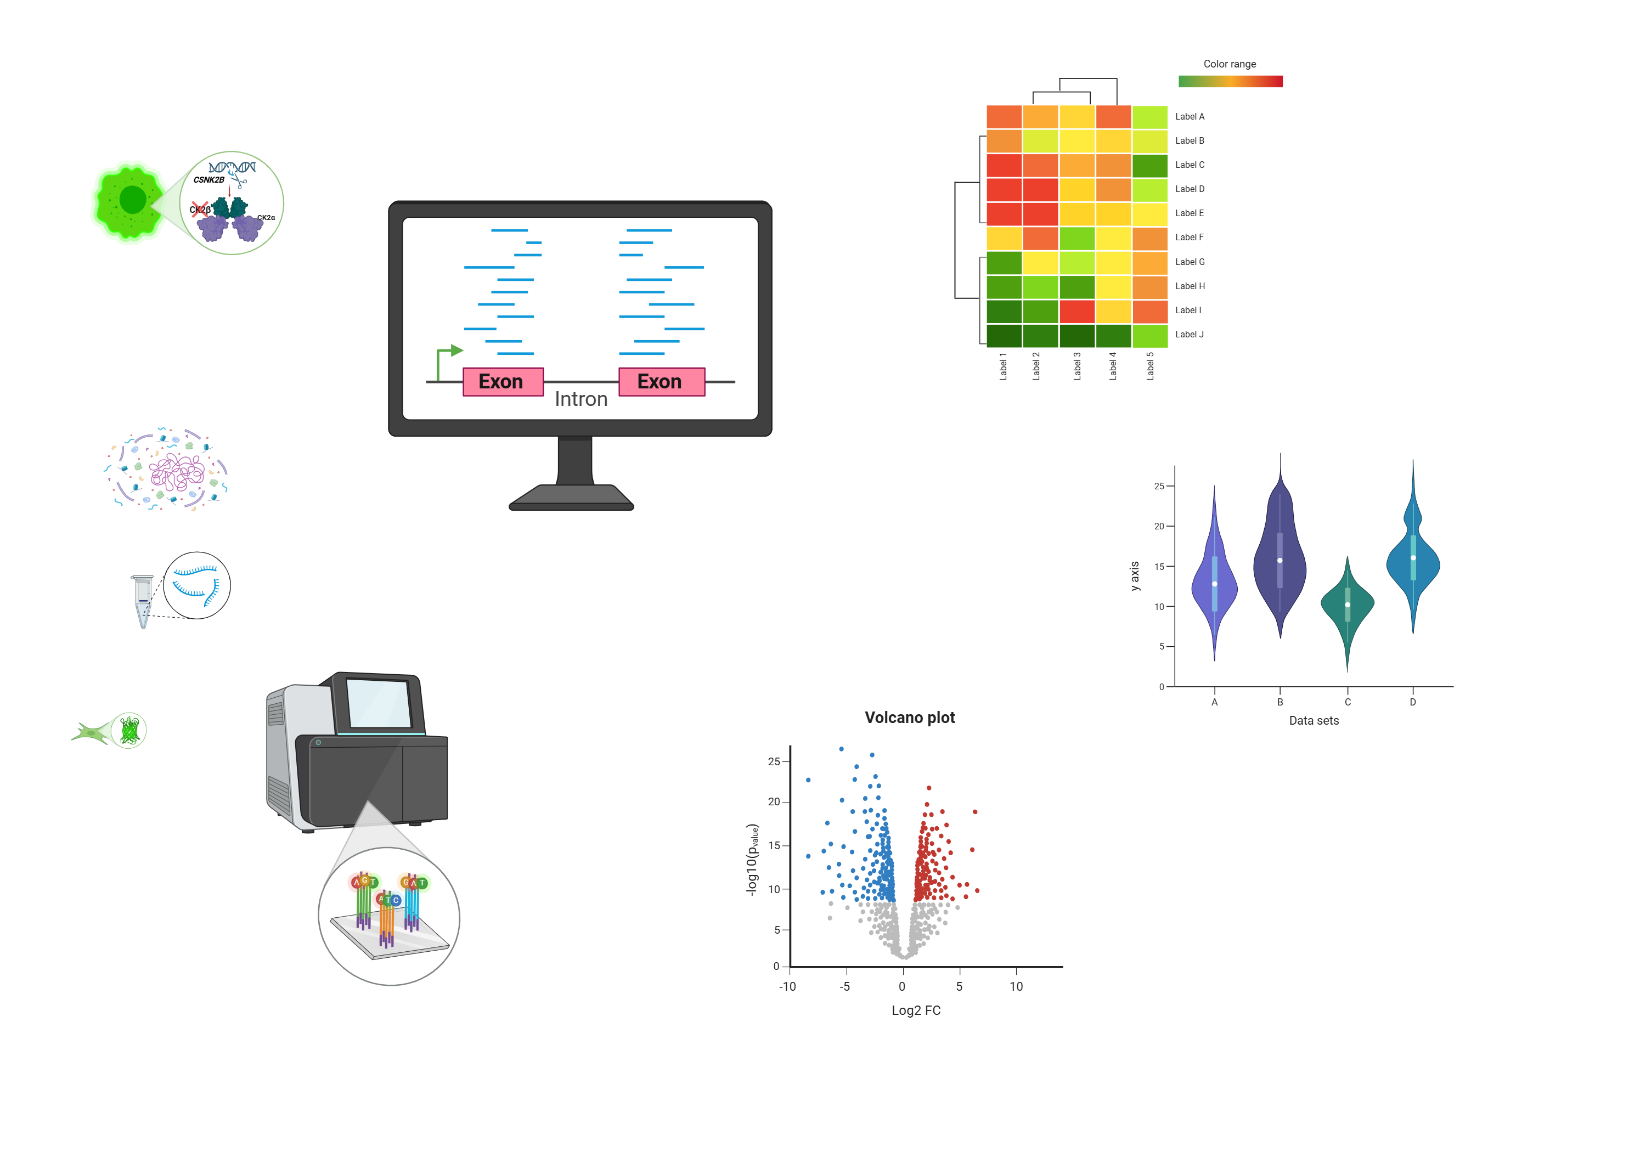 CSNK2B
CK2β
CK2α
Exon
Exon
Intron
A
G
T
G
A
T
A
T
C
Color range
Label A
Label B
Label C
Label D
Label E
Label F
Label G
Label H
Label I
Label J
Label 1
Label 2
Label 3
Label 4
Label 5
y axis
25
20
15
10
5
0
A
B
C
D
Data sets
Volcano plot
-log10(pvalue)
25
20
15
10
5
0
-10
-5
0
5
10
Log2 FC